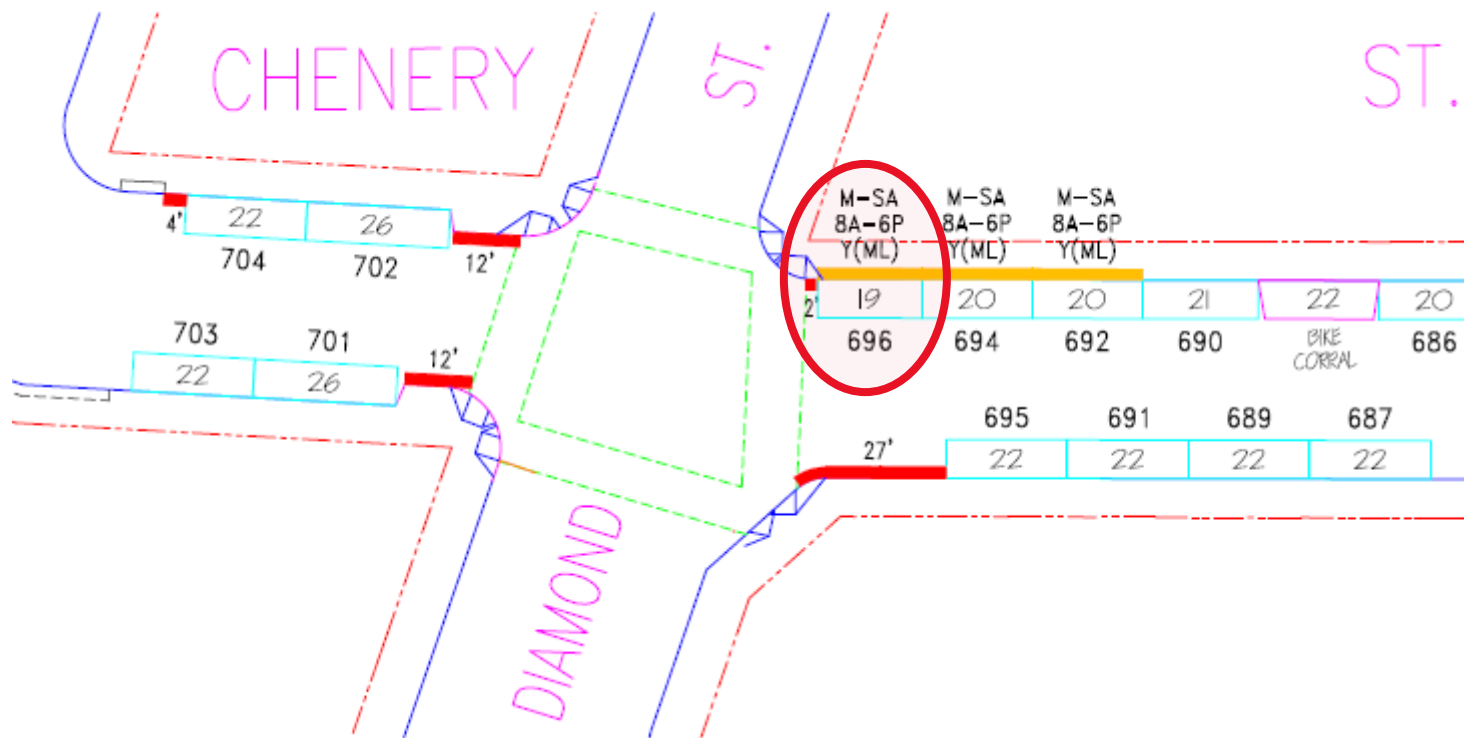 CHENERY
ST.
ST.
M-SA
8A-6P
Y(ML)
M-SA
8A-6P
Y(ML)
M-SA
8A-6P
Y(ML)
4'
22
26
704
702
12'
2'
19
20
20
21
22
20
696
694
692
690
BIKE
CORRAL
686
703
701
12'
22
26
27'
695
691
689
687
22
22
22
22
DIAMOND